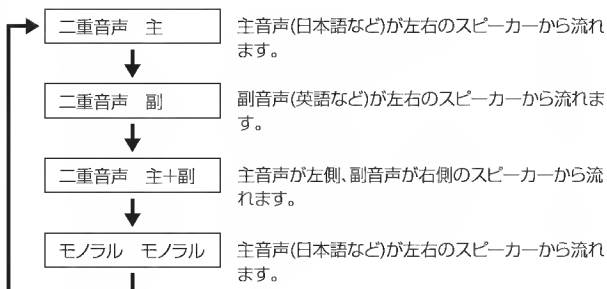 二重音声 主
主音声(日本語など)が左右のスピーカーから流れ
ます。
二重音声 副
副音声(英語など)が左右のスピーカーから流れま
す。
二重音声 主+副
主音声が左側、副音声が右側のスピーカーから流
れます。
モノラル モノラル
主音声(日本語など)が左右のスピーカーから流れ
ます。